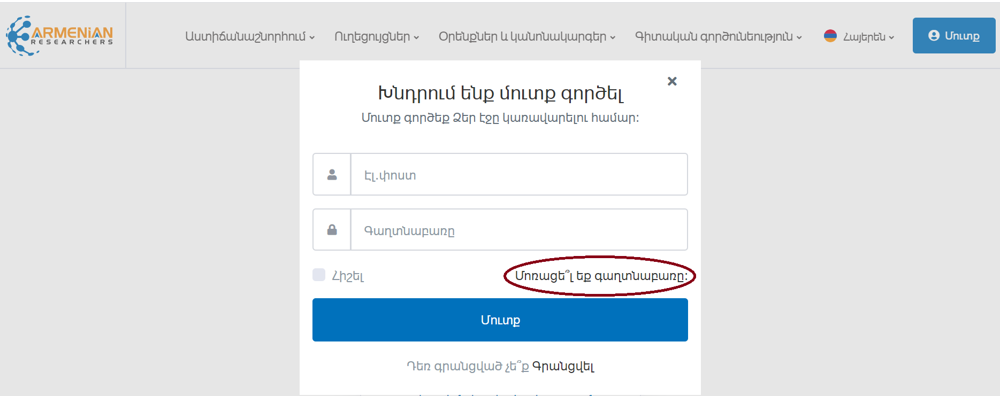 ARMENIAN
RESEARCHERS
Աստիճանաշնորհում
Ուղեցույցներ
Օրենքներ և կանոնակարգեր
Գիտական գործունեություն
Հայերեն
Մուտք
Խնդրում ենք մուտք գործել
Մուտք գործեք Ձեր էջը կառավարելու համար:
Էլ.փոստ
Գաղտնաբառը
Հիշել
Մոռացե՞լ եք գաղտնաբառը:
Մուտք
Դեռ գրանցված չե՞ք Գրանցվել